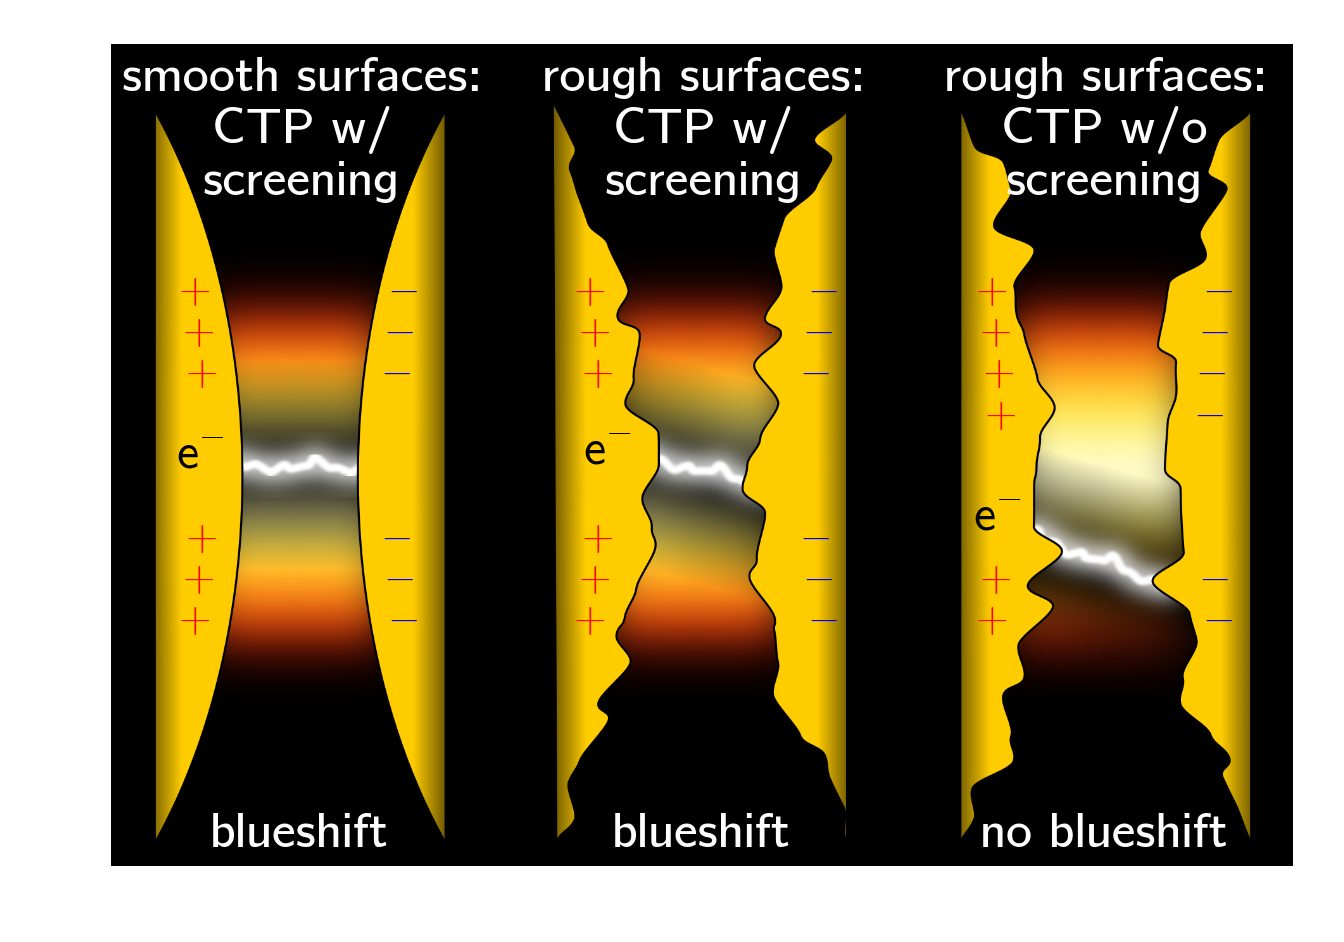 smooth surfaces:
CTP w/
screening
+ −
+ −
+ −
e−
+ −
+ −
+ −
blueshift
rough surfaces:
CTP w/
screening
+ −
+ −
+ −
e−
+ −
+ −
+ −
blueshift
rough surfaces:
CTP w/o
screening
+ −
+ −
+ −
+ −
e−
+ −
+ −
no blueshift